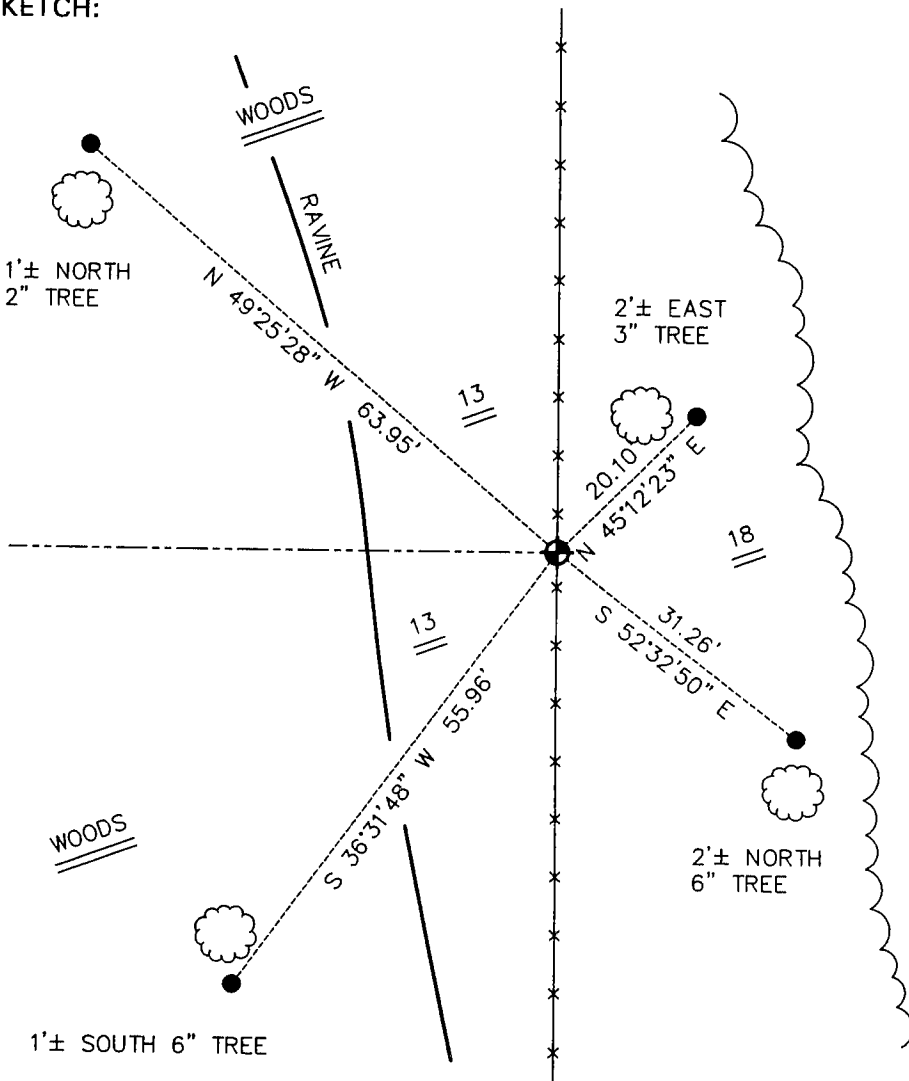 KETCH:
WOODS
RAVINE
1'± NORTH
2" TREE
N 49°25'28" W 63.95'
2'± EAST
3" TREE
13
20.10'
N 45°12'23" E
18
13
31.26'
S 52°32'50" E
S 36°31'48" W 55.96'
WOODS
2'± NORTH
6" TREE
1'± SOUTH 6" TREE